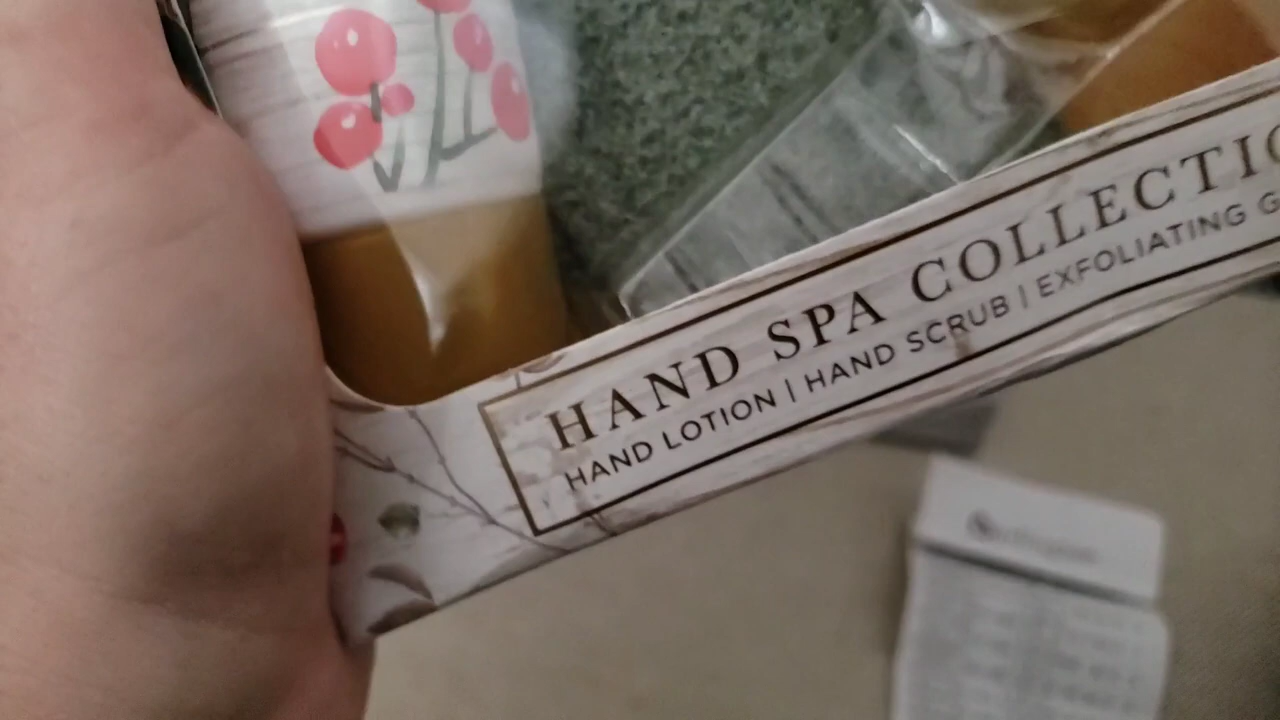 HAND SPA COLLECTIO
HAND LOTION | HAND SCRUB | EXFOLIATING G